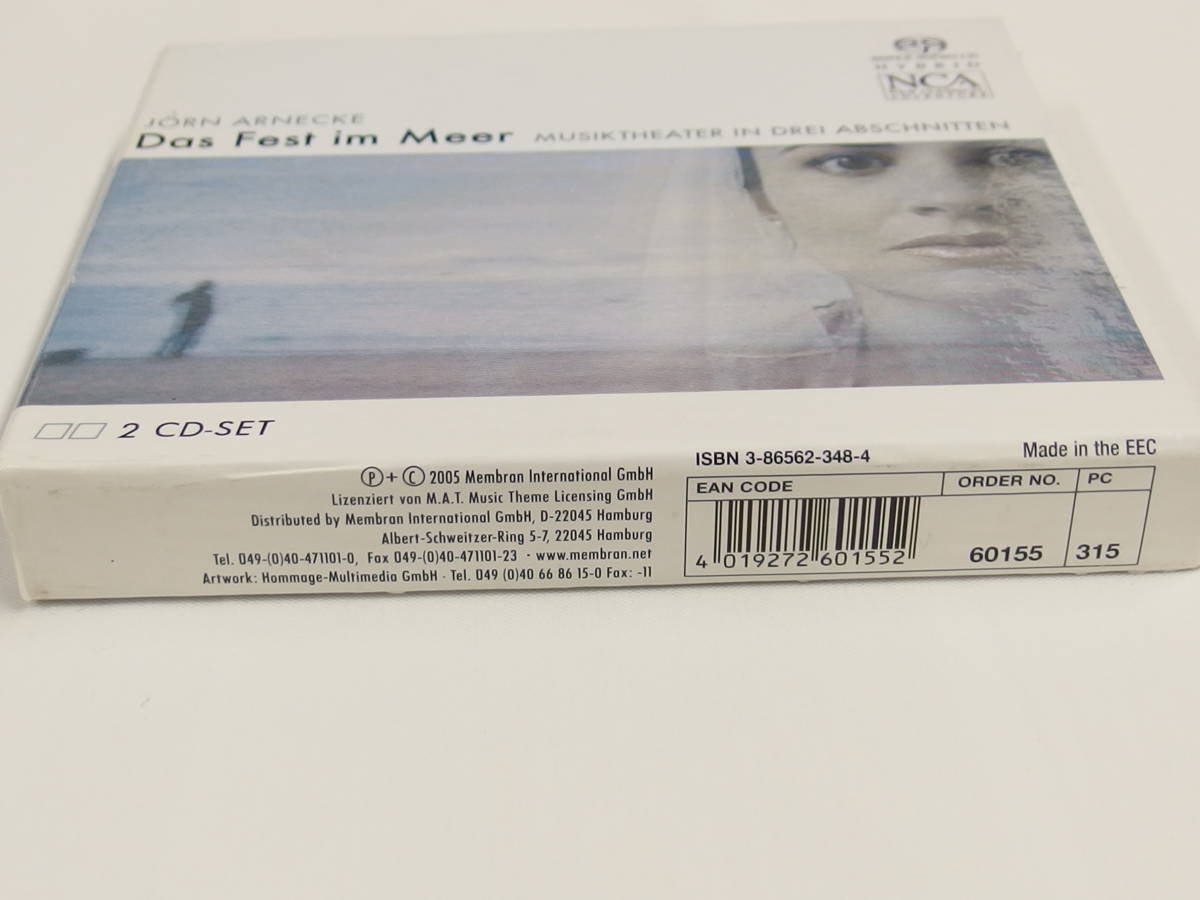 HYBRID
NCA
JÖRN ARNECKE
Das Fest im Meer MUSIKTHEATER IN DREI ABSCHNITTEN
2 CD-SET
Ⓟ+Ⓒ 2005 Membran International GmbH
Lizenziert von M.A.T. Music Theme Licensing GmbH
Distributed by Membran International GmbH, D-22045 Hamburg
Albert-Schweitzer-Ring 5-7, 22045 Hamburg
Tel. 049-(0)40-471101-0, Fax 049-(0)40-471101-23 · www.membran.net
Artwork: Hommage-Multimedia GmbH · Tel. 049 (0)40 66 86 15-0 Fax: -11
ISBN 3-86562-348-4
Made in the EEC
EAN CODE
ORDER NO.
PC
4 019272 601552
60155
315